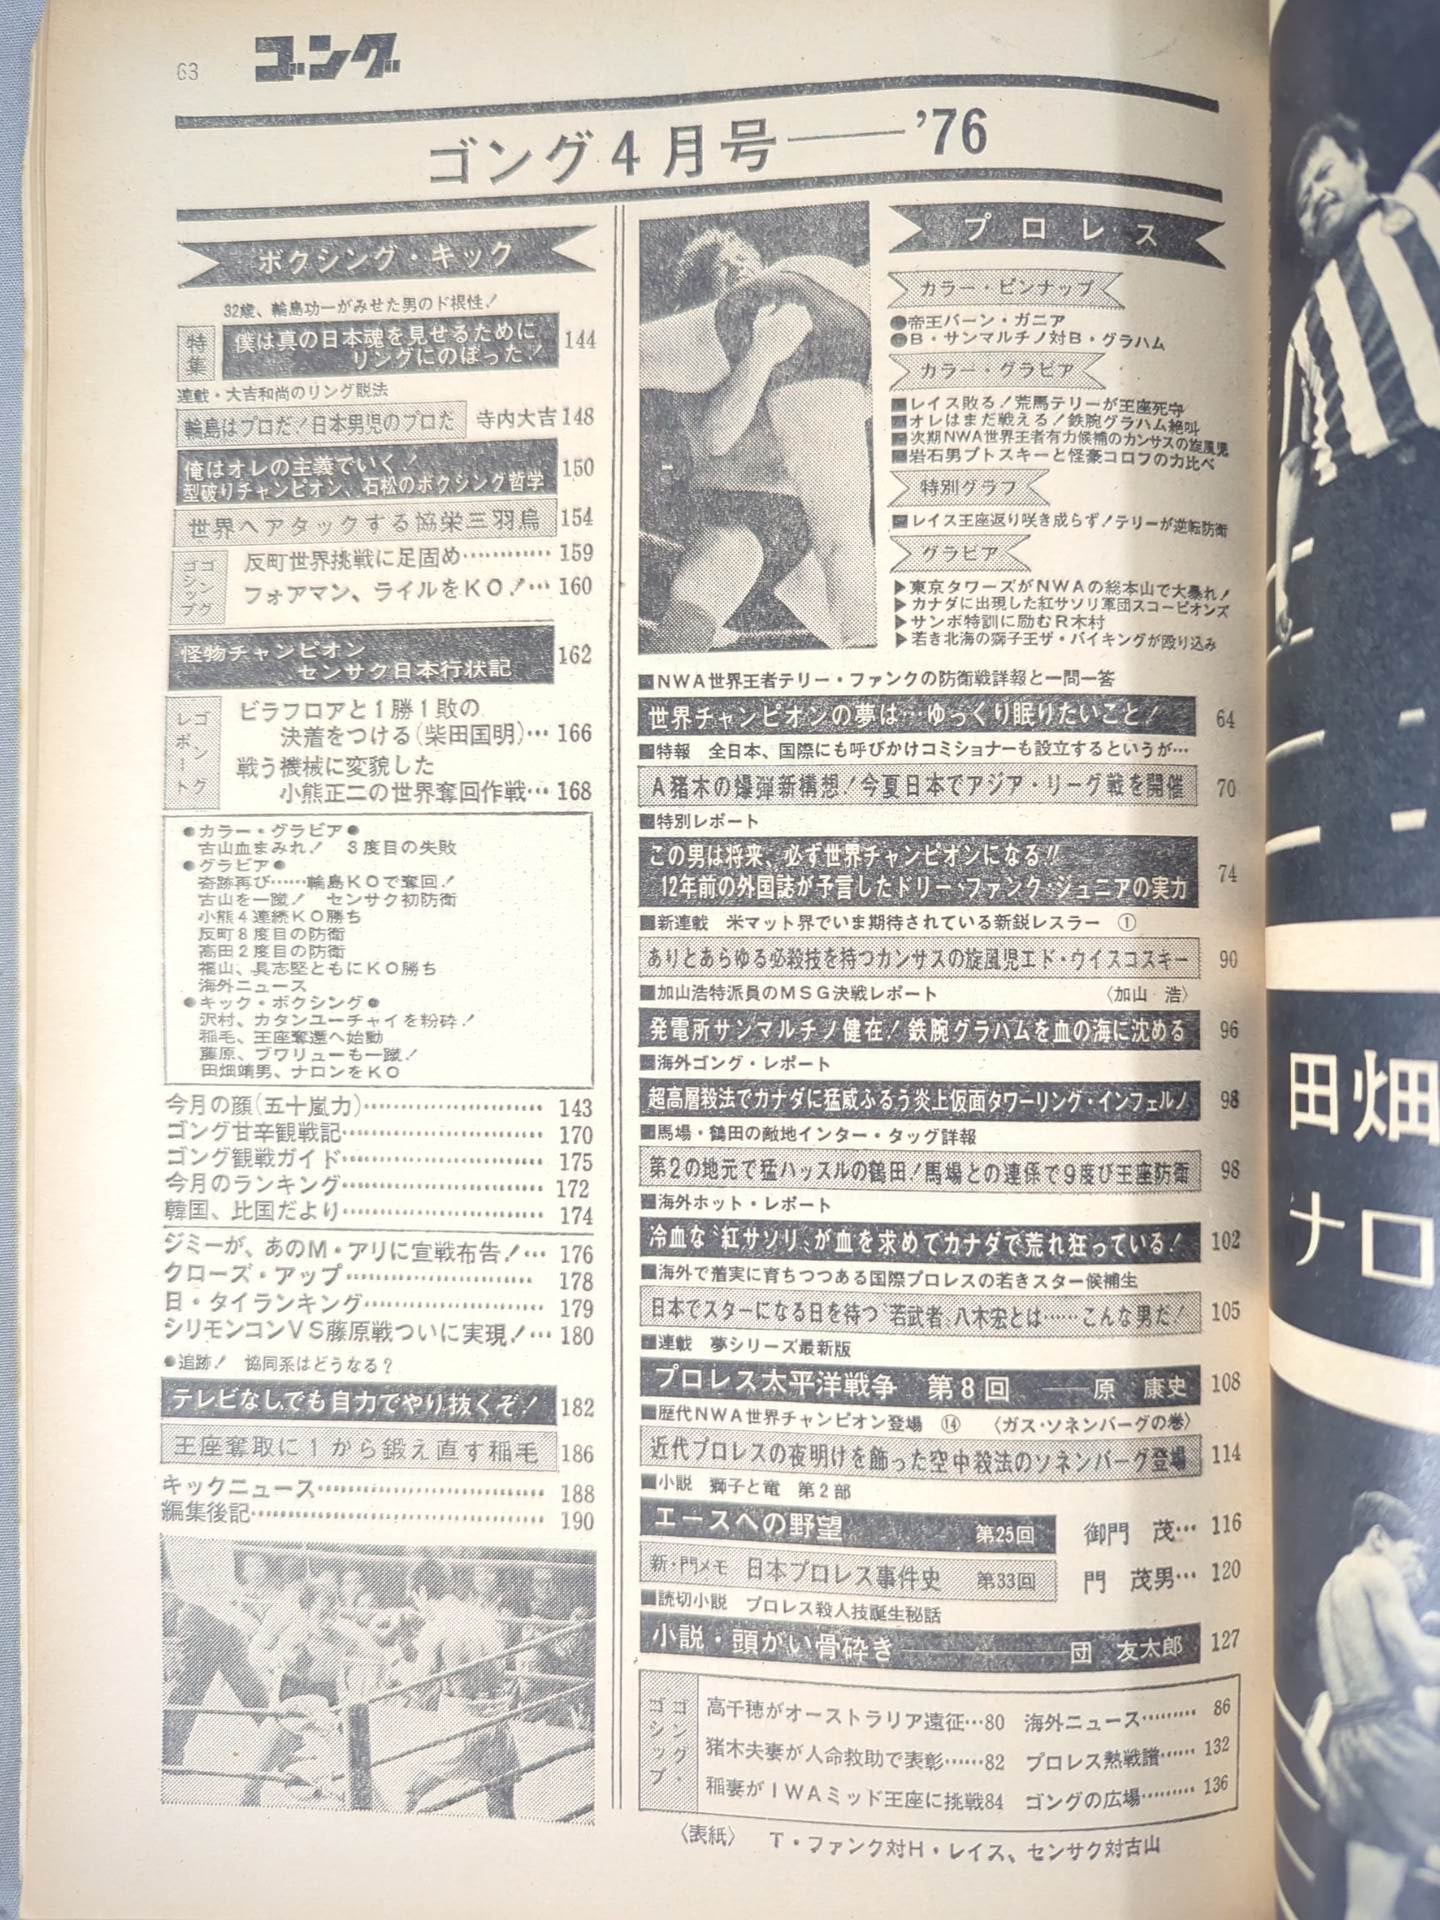 63
ゴング
ゴング4月号――'76
ボクシング・キック
32歳、輪島功一がみせた男のド根性!
特集
僕は真の日本魂を見せるために
リングにのぼった! 144
連載・大吉和尚のリング説法
輪島はプロだ!日本男児のプロだ 寺内大吉 148
俺はオレの主義でいく!
型破りチャンピオン、石松のボクシング哲学 150
世界へアタックする協栄三羽烏 154
ゴング
ゴシップ
反町世界挑戦に足固め………… 159
フォアマン、ライルをKO!… 160
怪物チャンピオン
センサク日本行状記 162
ゴング
レポート
ビラフロアと1勝1敗の
決着をつける(柴田国明)… 166
戦う機械に変貌した
小熊正二の世界奪回作戦… 168
●カラー・グラビア●
古山血まみれ! 3度目の失敗
●グラビア●
奇跡再び……輪島KOで奪回!
古山を一蹴! センサク初防衛
小熊4連続KO勝ち
反町8度目の防衛
高田2度目の防衛
福山、具志堅ともにKO勝ち
海外ニュース
●キック・ボクシング●
沢村、カタンユーチャイを粉砕!
稲毛、王座奪還へ始動
藤原、ブワリューも一蹴!
田畑靖男、ナロンをKO
今月の顔(五十嵐力)………………… 143
ゴング甘辛観戦記………………… 170
ゴング観戦ガイド………………… 175
今月のランキング………………… 172
韓国、比国だより………………… 174
ジミーが、あのM・アリに宣戦布告!… 176
クローズ・アップ………………… 178
日・タイランキング………………… 179
シリモンコンVS藤原戦ついに実現!… 180
●追跡! 協同系はどうなる?
テレビなしでも自力でやり抜くぞ! 182
王座奪取に1から鍛え直す稲毛 186
キックニュース………………… 188
編集後記………………… 190
プロレス
カラー・ピンナップ
●帝王バーン・ガニア
●B・サンマルチノ対B・グラハム
カラー・グラビア
■レイス敗る!荒馬テリーが王座死守
■オレはまだ戦える!鉄腕グラハム絶叫
■次期NWA世界王者有力候補のカンサスの旋風児
■岩石男プトスキーと怪豪コロフの力比べ
特別グラフ
■レイス王座返り咲き成らず!テリーが逆転防衛
グラビア
▶東京タワーズがNWAの総本山で大暴れ!
▶カナダに出現した紅サソリ軍団スコーピオンズ
▶サンボ特訓に励むR木村
▶若き北海の獅子王ザ・バイキングが殴り込み
■NWA世界王者テリー・ファンクの防衛戦詳報と一問一答
世界チャンピオンの夢は…ゆっくり眠りたいこと! 64
■特報 全日本、国際にも呼びかけコミショナーも設立するというが…
A猪木の爆弾新構想!今夏日本でアジア・リーグ戦を開催 70
■特別レポート
この男は将来、必ず世界チャンピオンになる!!
12年前の外国誌が予言したドリー・ファンク・ジュニアの実力 74
■新連載 米マット界でいま期待されている新鋭レスラー ①
ありとあらゆる必殺技を持つカンサスの旋風児エド・ウイスコスキー 90
■加山浩特派員のMSG決戦レポート 〈加山 浩〉
発電所サンマルチノ健在!鉄腕グラハムを血の海に沈める 96
■海外ゴング・レポート
超高層殺法でカナダに猛威ふるう炎上仮面タワーリング・インフェルノ 98
■馬場・鶴田の敵地インター・タッグ詳報
第2の地元で猛ハッスルの鶴田!馬場との連係で9度び王座防衛 98
■海外ホット・レポート
冷血な〝紅サソリ〟が血を求めてカナダで荒れ狂っている! 102
■海外で着実に育ちつつある国際プロレスの若きスター候補生
日本でスターになる日を待つ〝若武者〟八木宏とは……こんな男だ! 105
■連載 夢シリーズ最新版
プロレス太平洋戦争 第8回 ――原 康史 108
■歴代NWA世界チャンピオン登場 ⑭ 〈ガス・ソネンバーグの巻〉
近代プロレスの夜明けを飾った空中殺法のソネンバーグ登場 114
■小説 獅子と竜 第2部
エースへの野望 第25回 御門 茂… 116
新・門メモ 日本プロレス事件史 第33回 門 茂男… 120
■読切小説 プロレス殺人技誕生秘話
小説・頭がい骨砕き――――団 友太郎 127
ゴング・
ゴシップ
高千穂がオーストラリア遠征…80 海外ニュース……… 86
猪木夫妻が人命救助で表彰……82 プロレス熱戦譜…… 132
稲妻がIWAミッド王座に挑戦84 ゴングの広場……… 136
〈表紙〉 T・ファンク対H・レイス、センサク対古山
田畑
ナロ